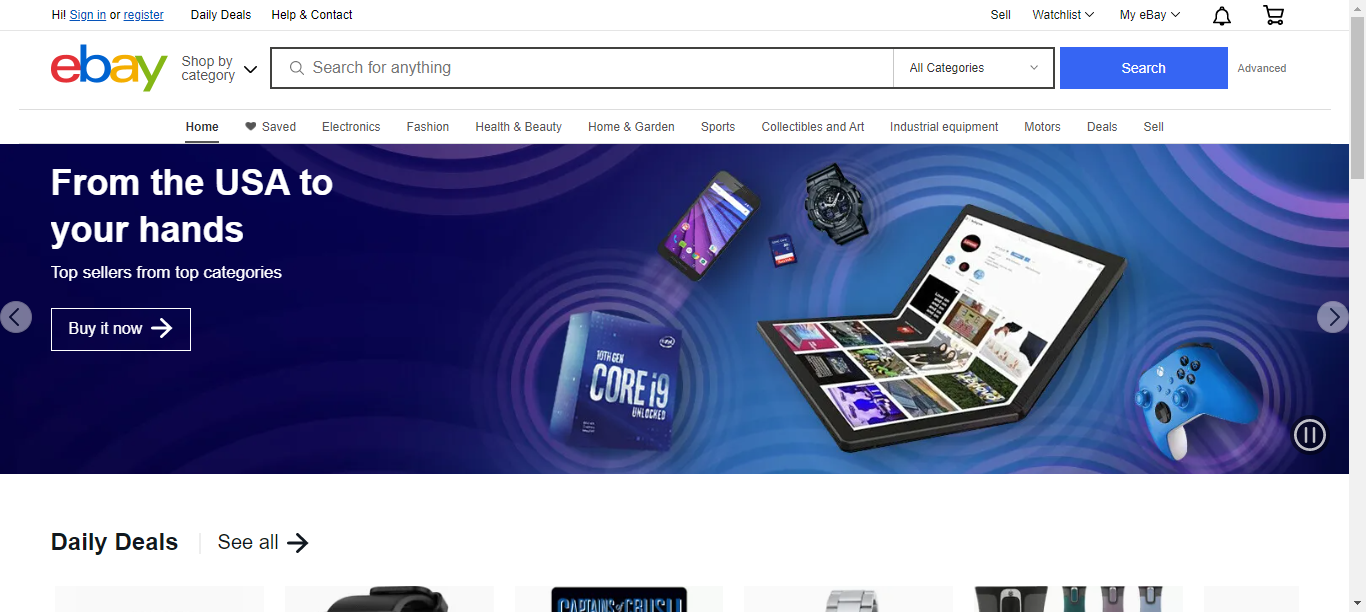 Hi! Sign in or register
Daily Deals
Help & Contact
Sell
Watchlist
My eBay
ebay
Shop by
category
Search for anything
All Categories
Search
Advanced
Home
Saved
Electronics
Fashion
Health & Beauty
Home & Garden
Sports
Collectibles and Art
Industrial equipment
Motors
Deals
Sell
From the USA to
your hands
Top sellers from top categories
Buy it now
10TH GEN
CORE i9
UNLOCKED
Daily Deals
See all
CAPTAINS of CRUSH